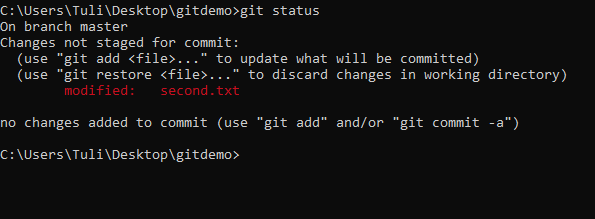 C:\Users\Tuli\Desktop\gitdemo>git status
On branch master
Changes not staged for commit:
  (use "git add <file>..." to update what will be committed)
  (use "git restore <file>..." to discard changes in working directory)
        modified:   second.txt

no changes added to commit (use "git add" and/or "git commit -a")

C:\Users\Tuli\Desktop\gitdemo>